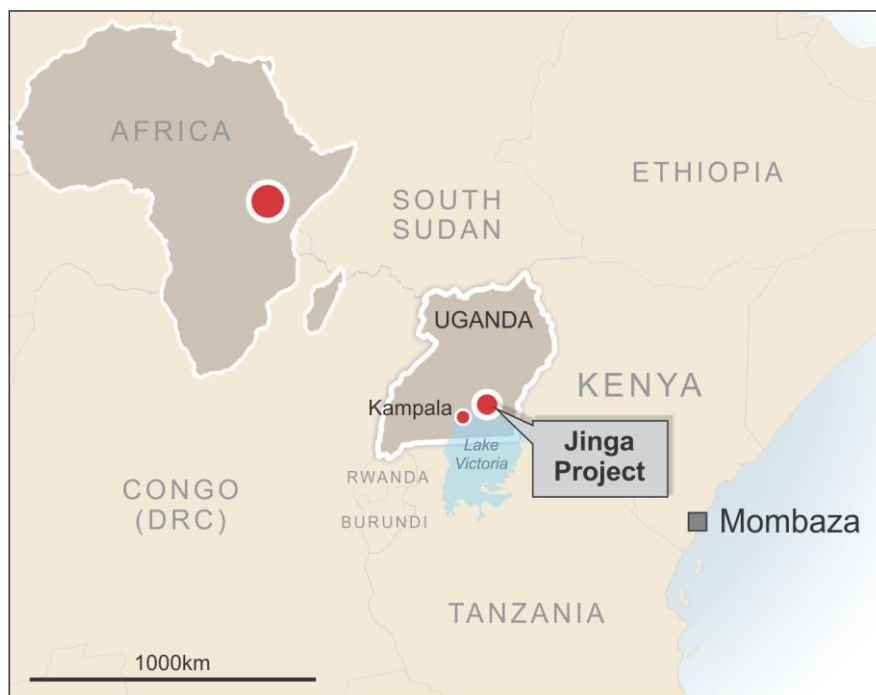 AFRICA
ETHIOPIA
SOUTH
SUDAN
UGANDA
KENYA
Kampala
Jinga
Project
Lake
Victoria
RWANDA
CONGO
(DRC)
BURUNDI
Mombaza
TANZANIA
1000km